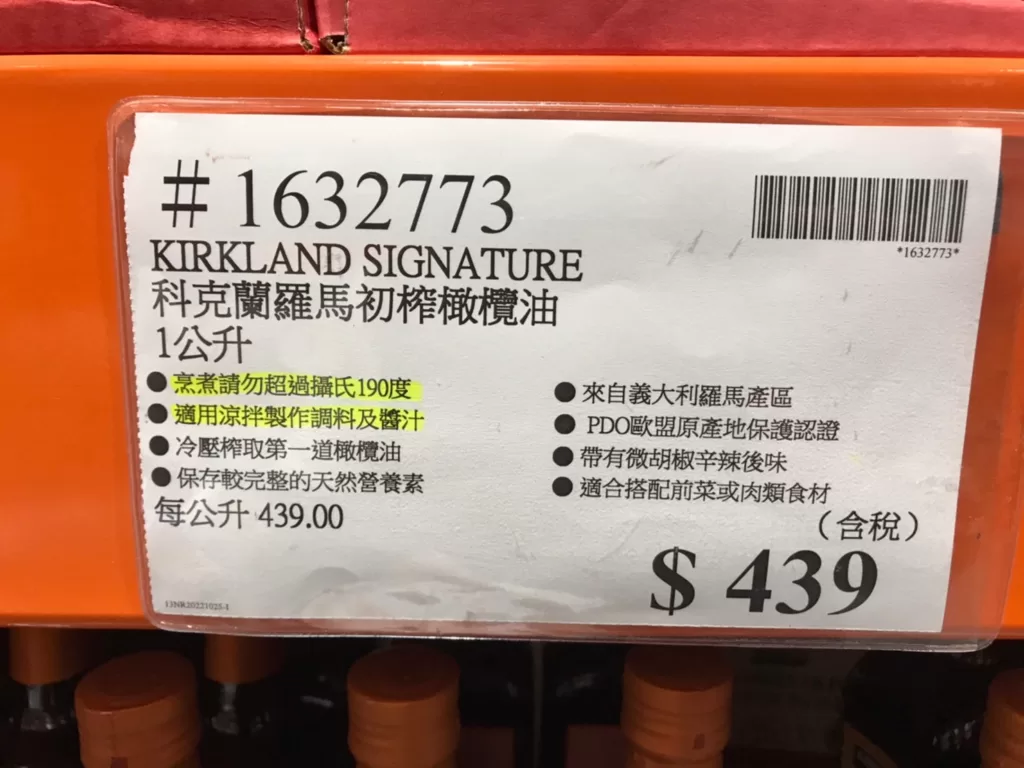 # 1632773
*1632773*
KIRKLAND SIGNATURE
科克蘭羅馬初榨橄欖油
1公升
● 烹煮請勿超過攝氏190度
● 適用涼拌製作調料及醬汁
● 冷壓榨取第一道橄欖油
● 保存較完整的天然營養素
● 來自義大利羅馬產區
● PDO歐盟原產地保護認證
● 帶有微胡椒辛辣後味
● 適合搭配前菜或肉類食材
每公升 439.00
（含稅）
$ 439
13NR20221025-1